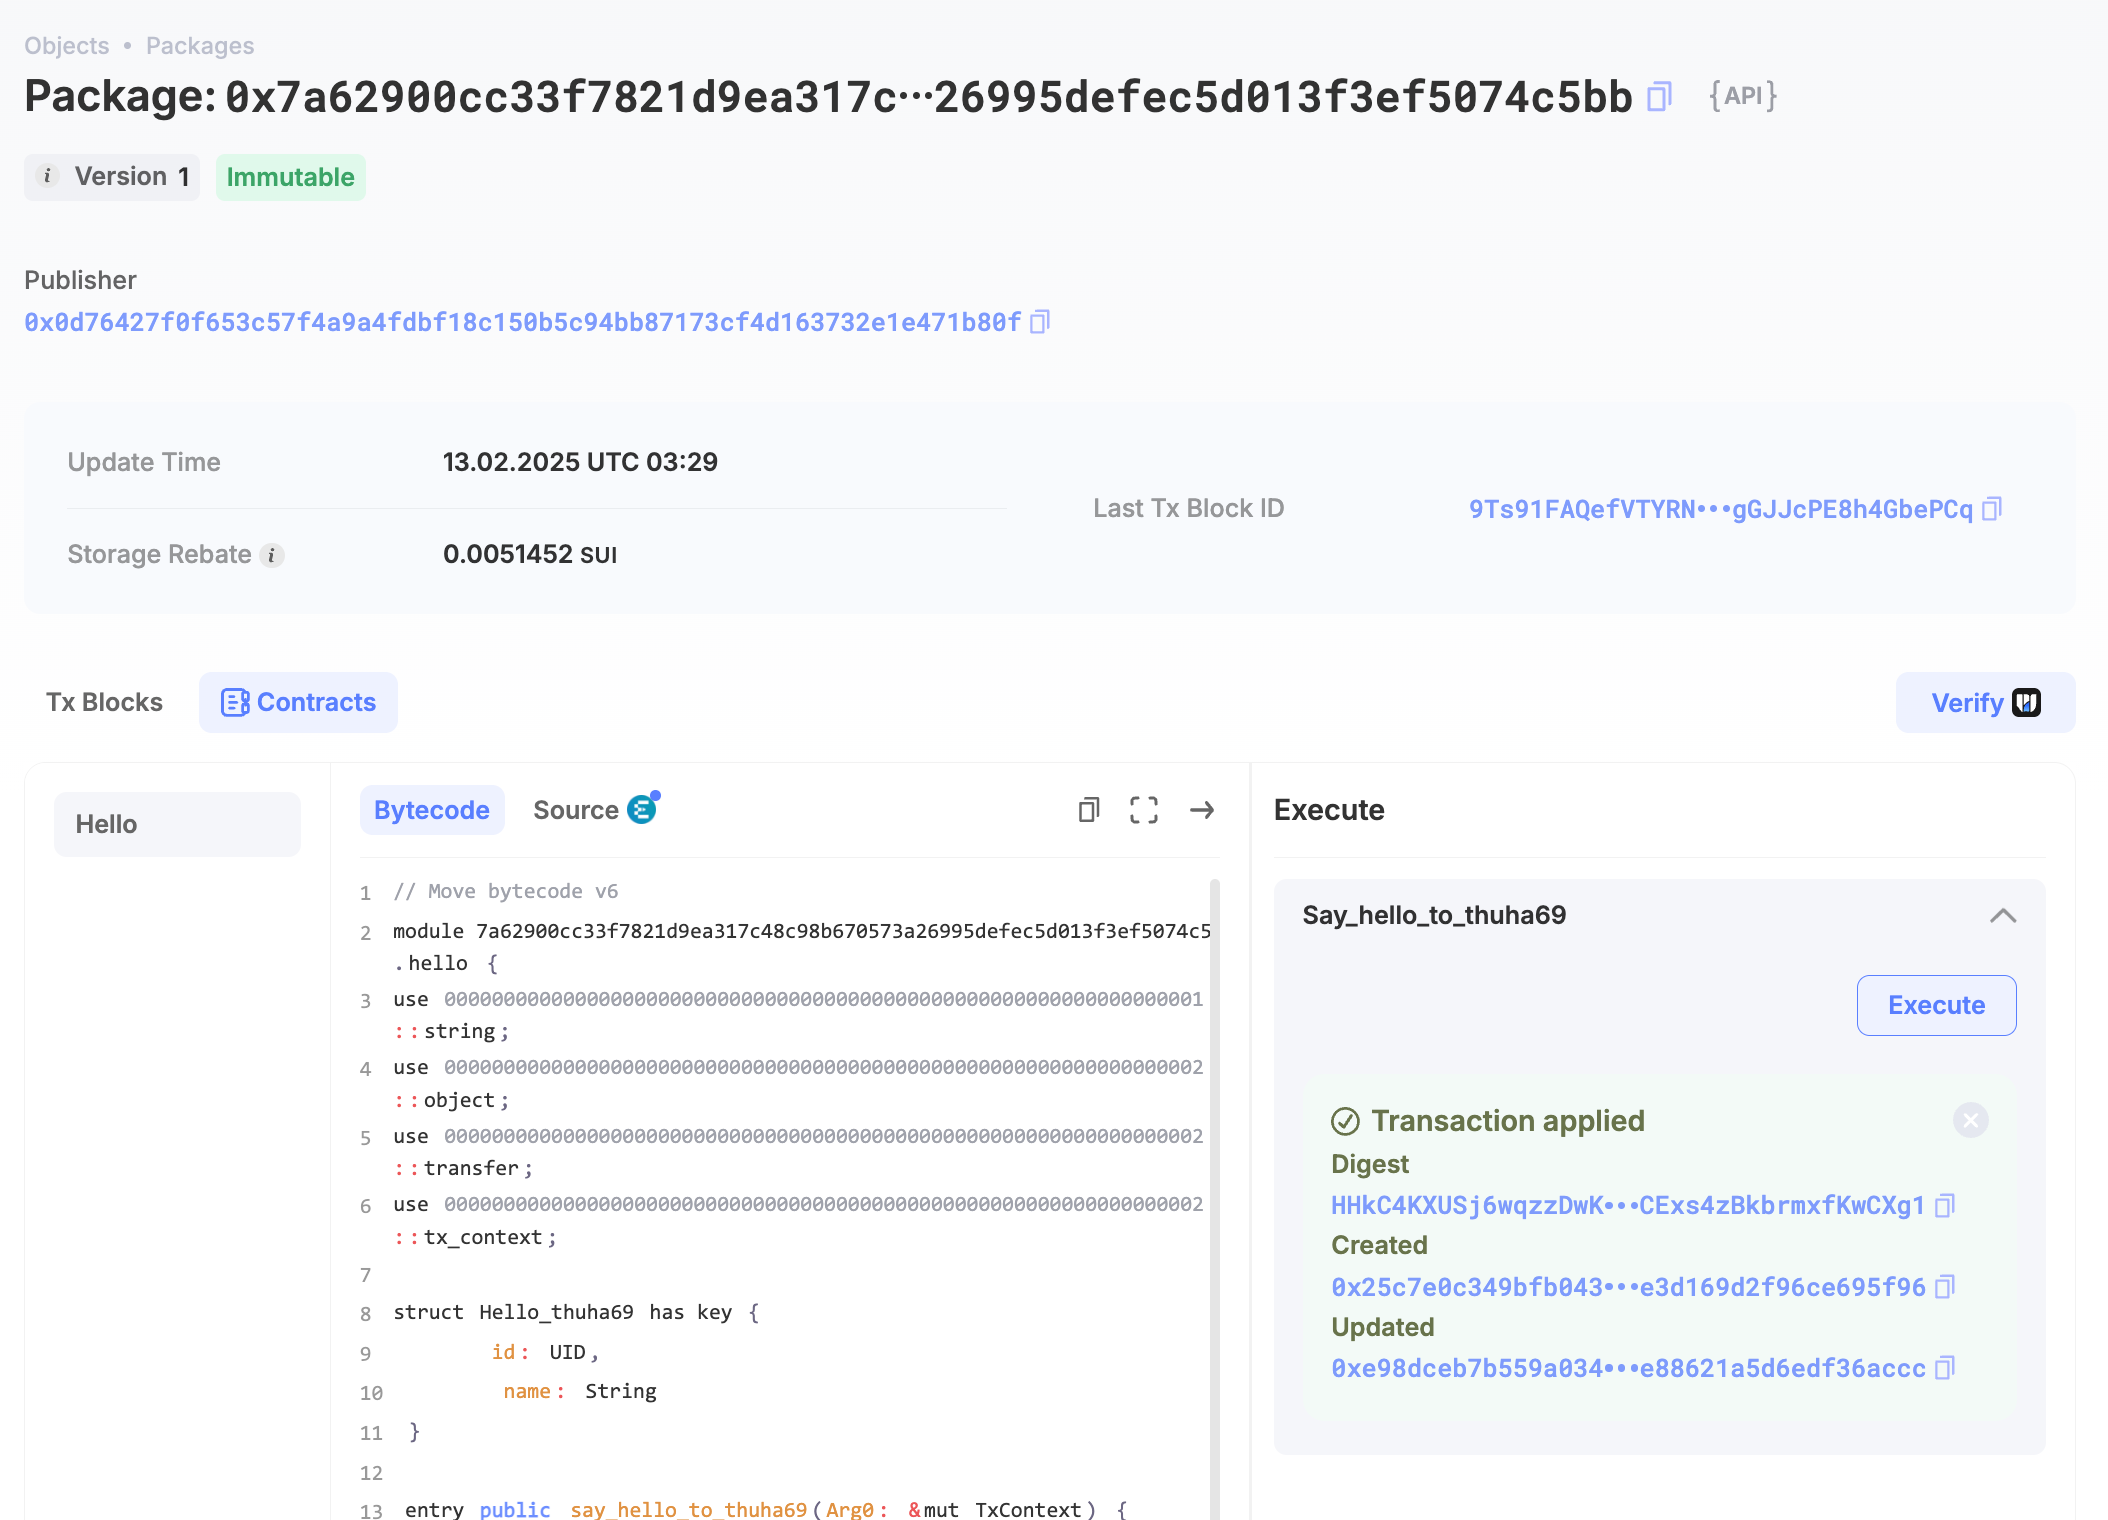 Objects • Packages
Package: 0x7a62900cc33f7821d9ea317c···26995defec5d013f3ef5074c5bb {API}
i Version 1 Immutable
Publisher
0x0d76427f0f653c57f4a9a4fdbf18c150b5c94bb87173cf4d163732e1e471b80f
Update Time 13.02.2025 UTC 03:29
Last Tx Block ID 9Ts91FAQefVTYRN•••gGJJcPE8h4GbePCq
Storage Rebate i 0.0051452 SUI
Tx Blocks Contracts Verify
Hello
Bytecode Source
1 // Move bytecode v6
2 module 7a62900cc33f7821d9ea317c48c98b670573a26995defec5d013f3ef5074c5
.hello {
3 use 0000000000000000000000000000000000000000000000000000000000000001
::string;
4 use 0000000000000000000000000000000000000000000000000000000000000002
::object;
5 use 0000000000000000000000000000000000000000000000000000000000000002
::transfer;
6 use 0000000000000000000000000000000000000000000000000000000000000002
::tx_context;
7
8 struct Hello_thuha69 has key {
9 id: UID,
10 name: String
11 }
12
13 entry public say_hello_to_thuha69(Arg0: &mut TxContext) {
Execute
Say_hello_to_thuha69
Execute
Transaction applied
Digest
HHkC4KXUSj6wqzzDwK•••CExs4zBkbrmxfKwCXg1
Created
0x25c7e0c349bfb043•••e3d169d2f96ce695f96
Updated
0xe98dceb7b559a034•••e88621a5d6edf36accc